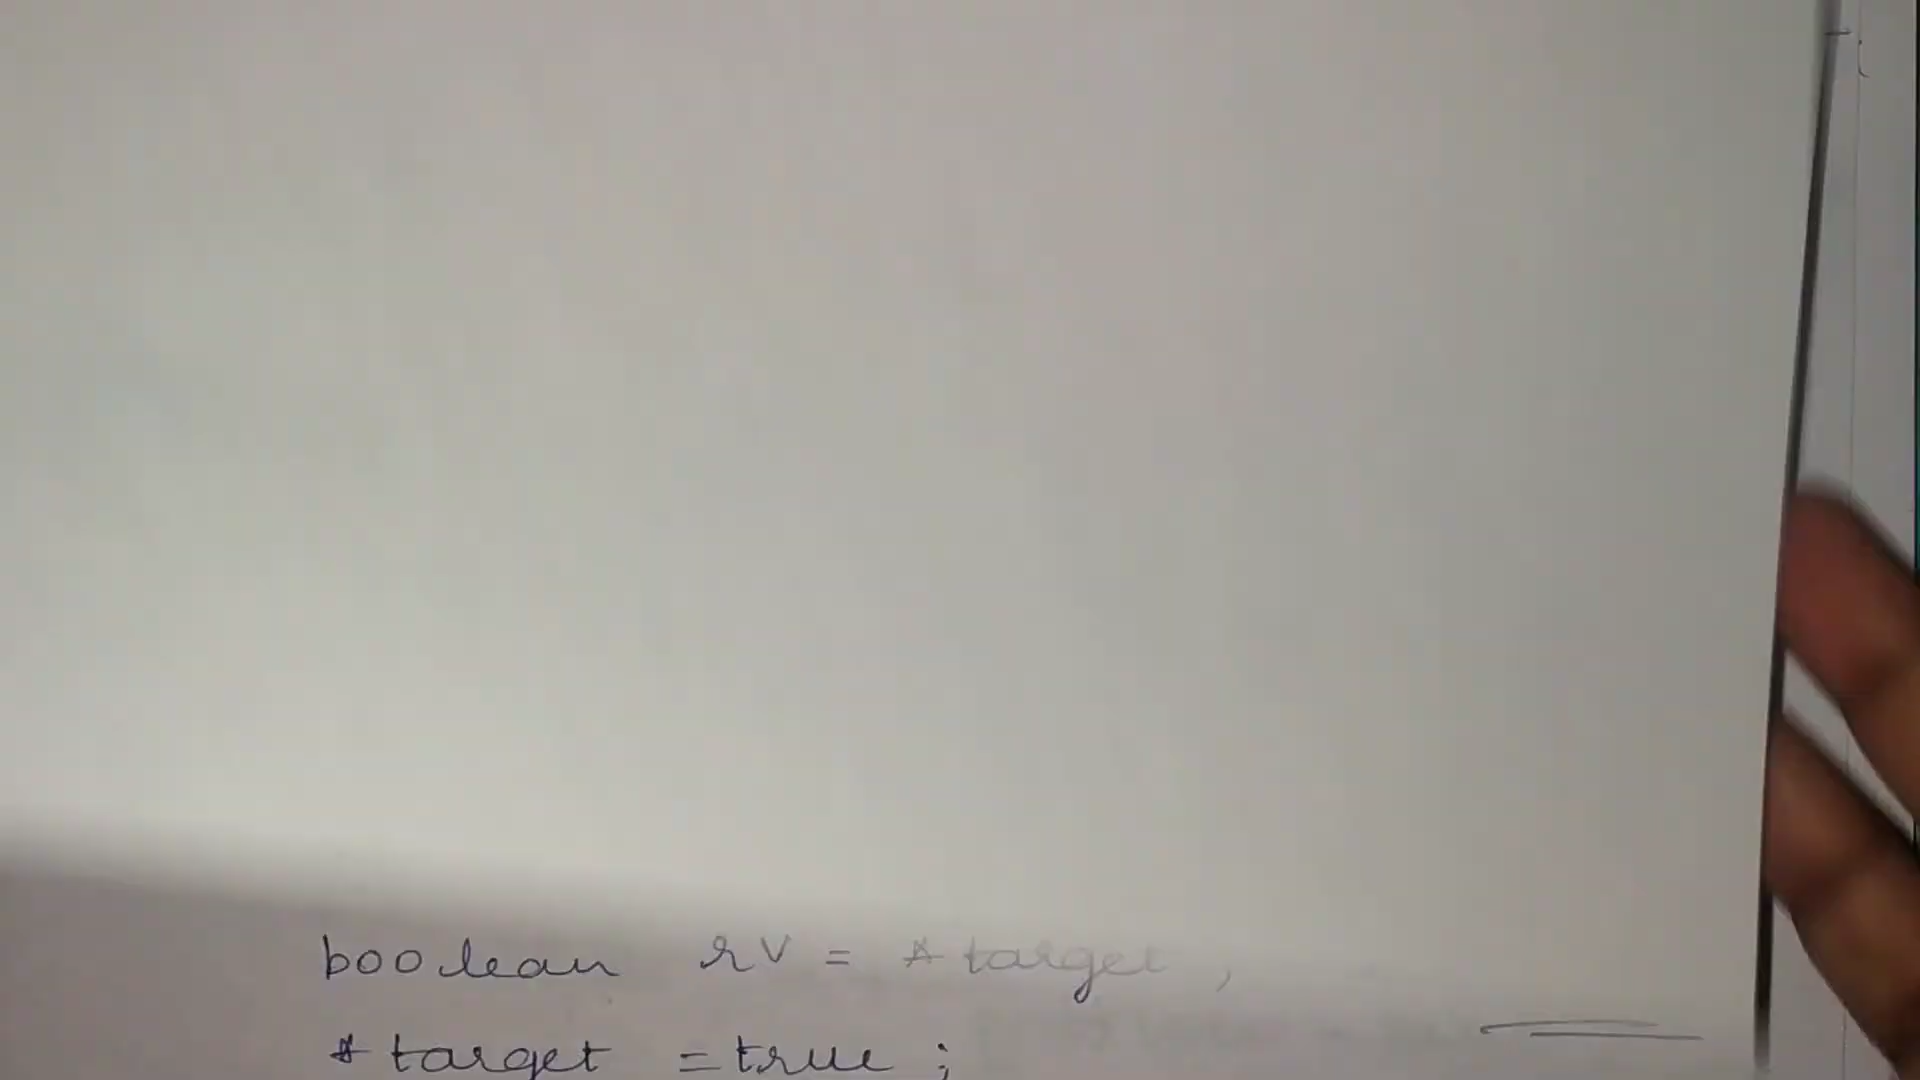 boolean rv = *target ;
*target = true ;